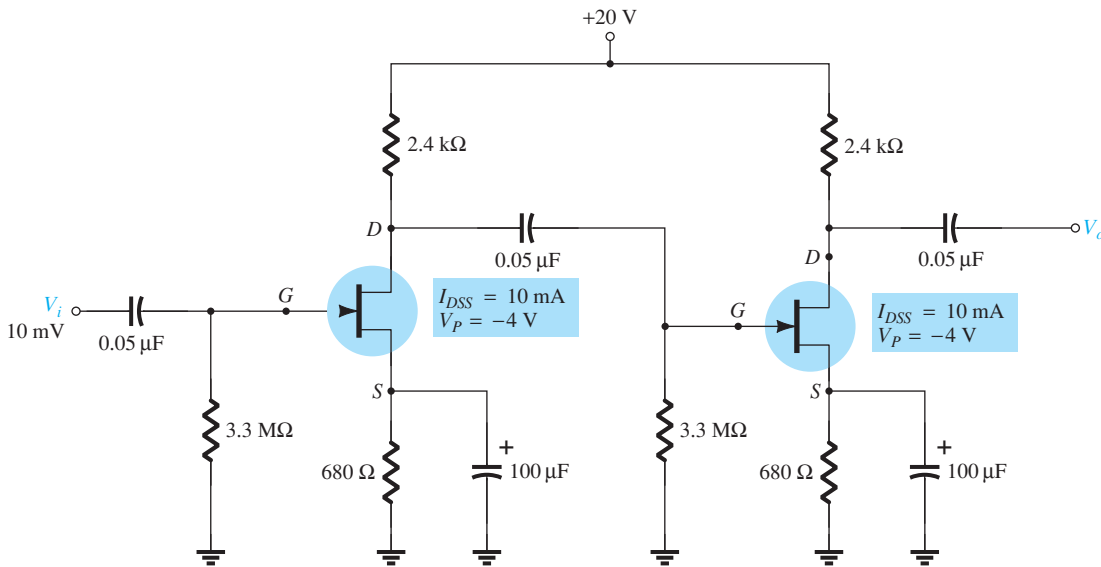 +20 V
2.4 kΩ
2.4 kΩ
D
0.05 μF
0.05 μF
V_o
D
V_i
10 mV
0.05 μF
G
I_DSS = 10 mA
V_P = −4 V
G
I_DSS = 10 mA
V_P = −4 V
S
S
3.3 MΩ
680 Ω
+
100 μF
3.3 MΩ
680 Ω
+
100 μF